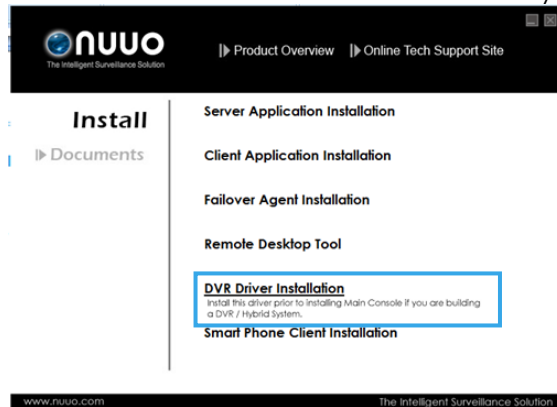 nuuo
The Intelligent Surveillance Solution
Product Overview
Online Tech Support Site
Install
Documents
Server Application Installation
Client Application Installation
Failover Agent Installation
Remote Desktop Tool
DVR Driver Installation
Install this driver prior to installing Main Console if you are building
a DVR / Hybrid System.
Smart Phone Client Installation
www.nuuo.com
The Intelligent Surveillance Solution